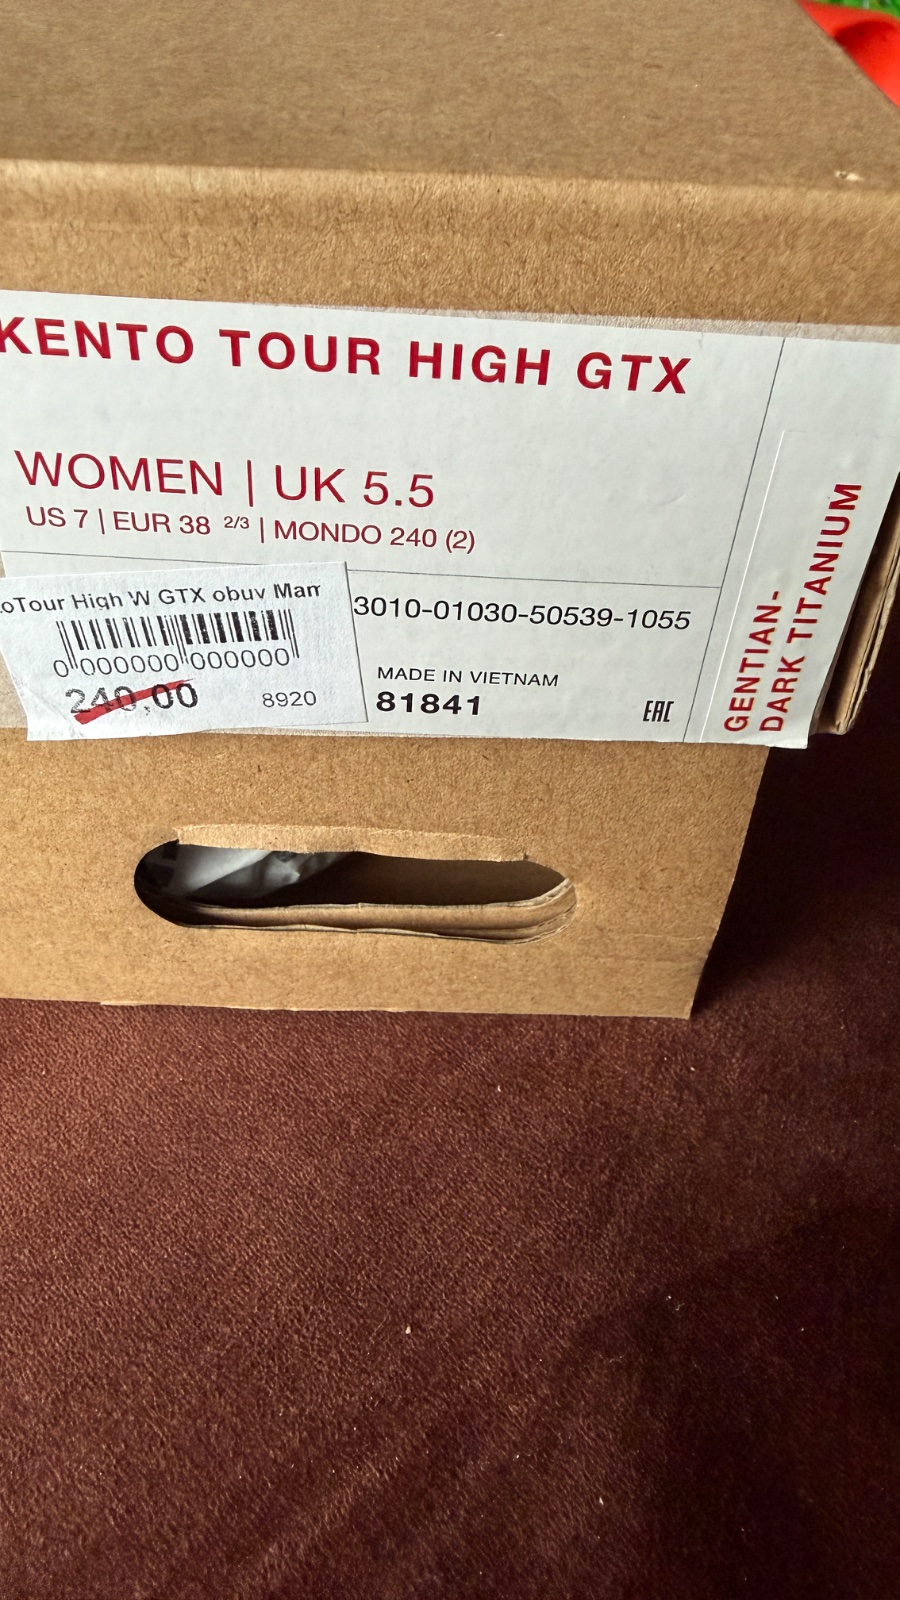 KENTO TOUR HIGH GTX
WOMEN | UK 5.5
US 7 | EUR 38 2/3 | MONDO 240 (2)
oTour High W GTX obuv Mam
0 000000 000000
240,00 8920
3010-01030-50539-1055
MADE IN VIETNAM
81841
EAC
GENTIAN-
DARK TITANIUM